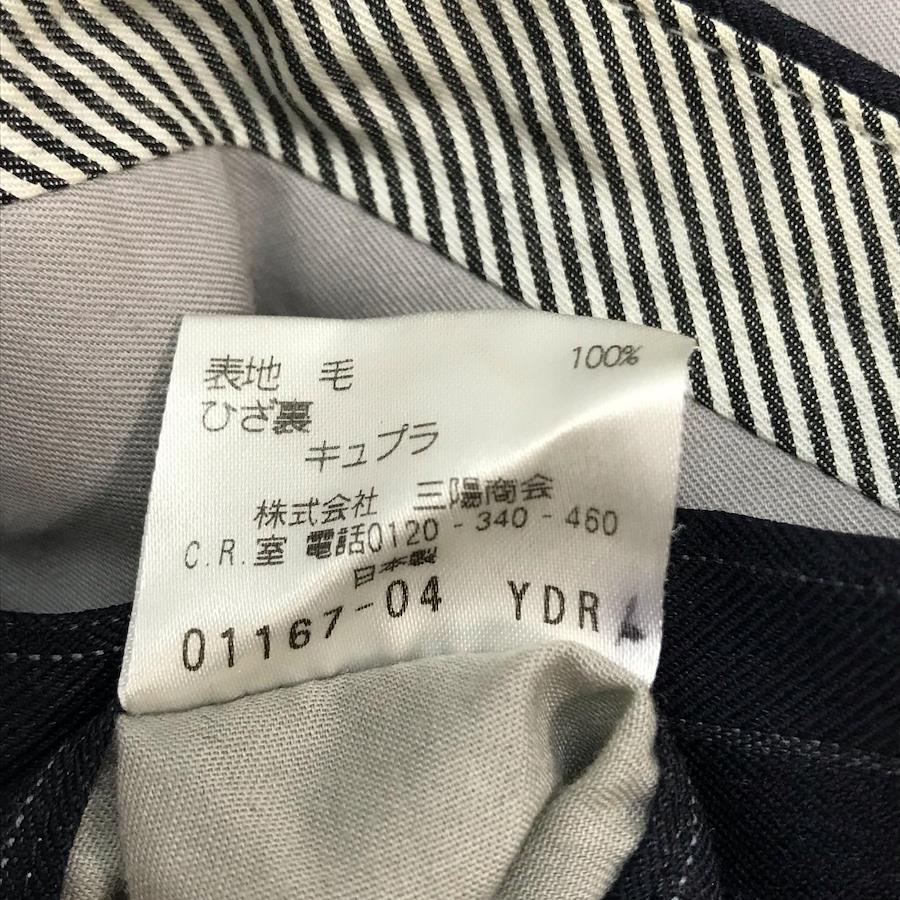 表地 毛 100%
ひざ裏
キュプラ
株式会社 三陽商会
C.R.室 電話0120-340-460
日本製
01167-04 YDR